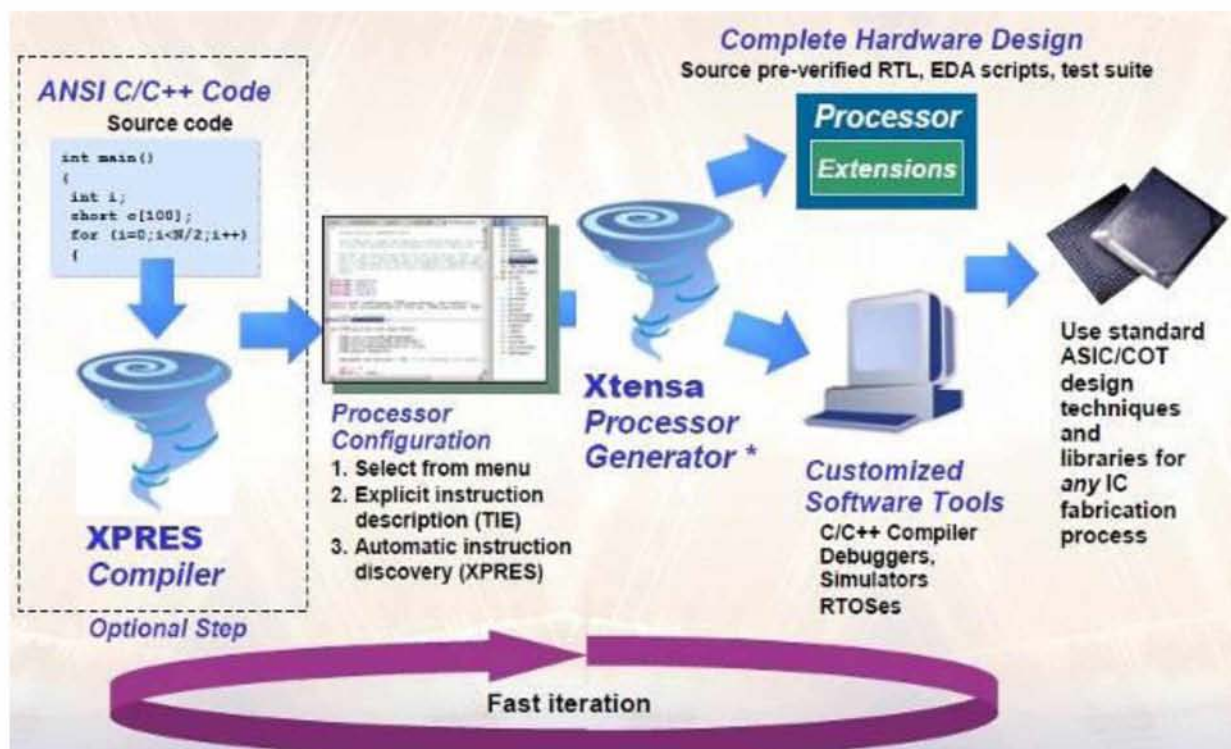 ANSI C/C++ Code
Source code
int main()
{
int i;
short c[100];
for (i=0;i<N/2;i++)
{
XPRES
Compiler
Optional Step
Processor
Configuration
1. Select from menu
2. Explicit instruction
description (TIE)
3. Automatic instruction
discovery (XPRES)
Xtensa
Processor
Generator *
Complete Hardware Design
Source pre-verified RTL, EDA scripts, test suite
Processor
Extensions
Customized
Software Tools
C/C++ Compiler
Debuggers,
Simulators
RTOSes
Use standard
ASIC/COT
design
techniques
and
libraries for
any IC
fabrication
process
Fast iteration